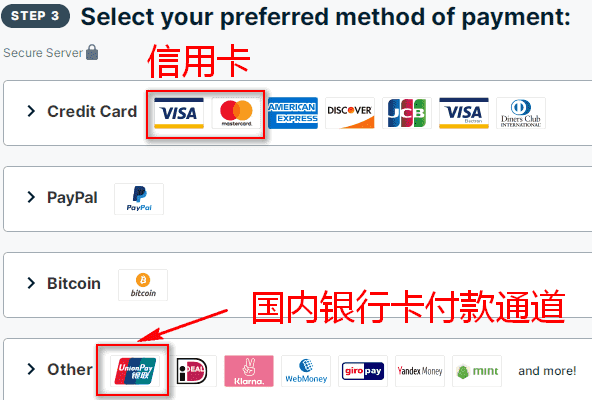 STEP 3 Select your preferred method of payment:
Secure Server
信用卡
Credit Card VISA mastercard. AMERICAN EXPRESS DISCOVER JCB VISA Electron Diners Club INTERNATIONAL
PayPal PayPal
Bitcoin bitcoin
国内银行卡付款通道
Other UnionPay 银联 iDEAL Klarna. WebMoney giropay Yandex Money mint and more!